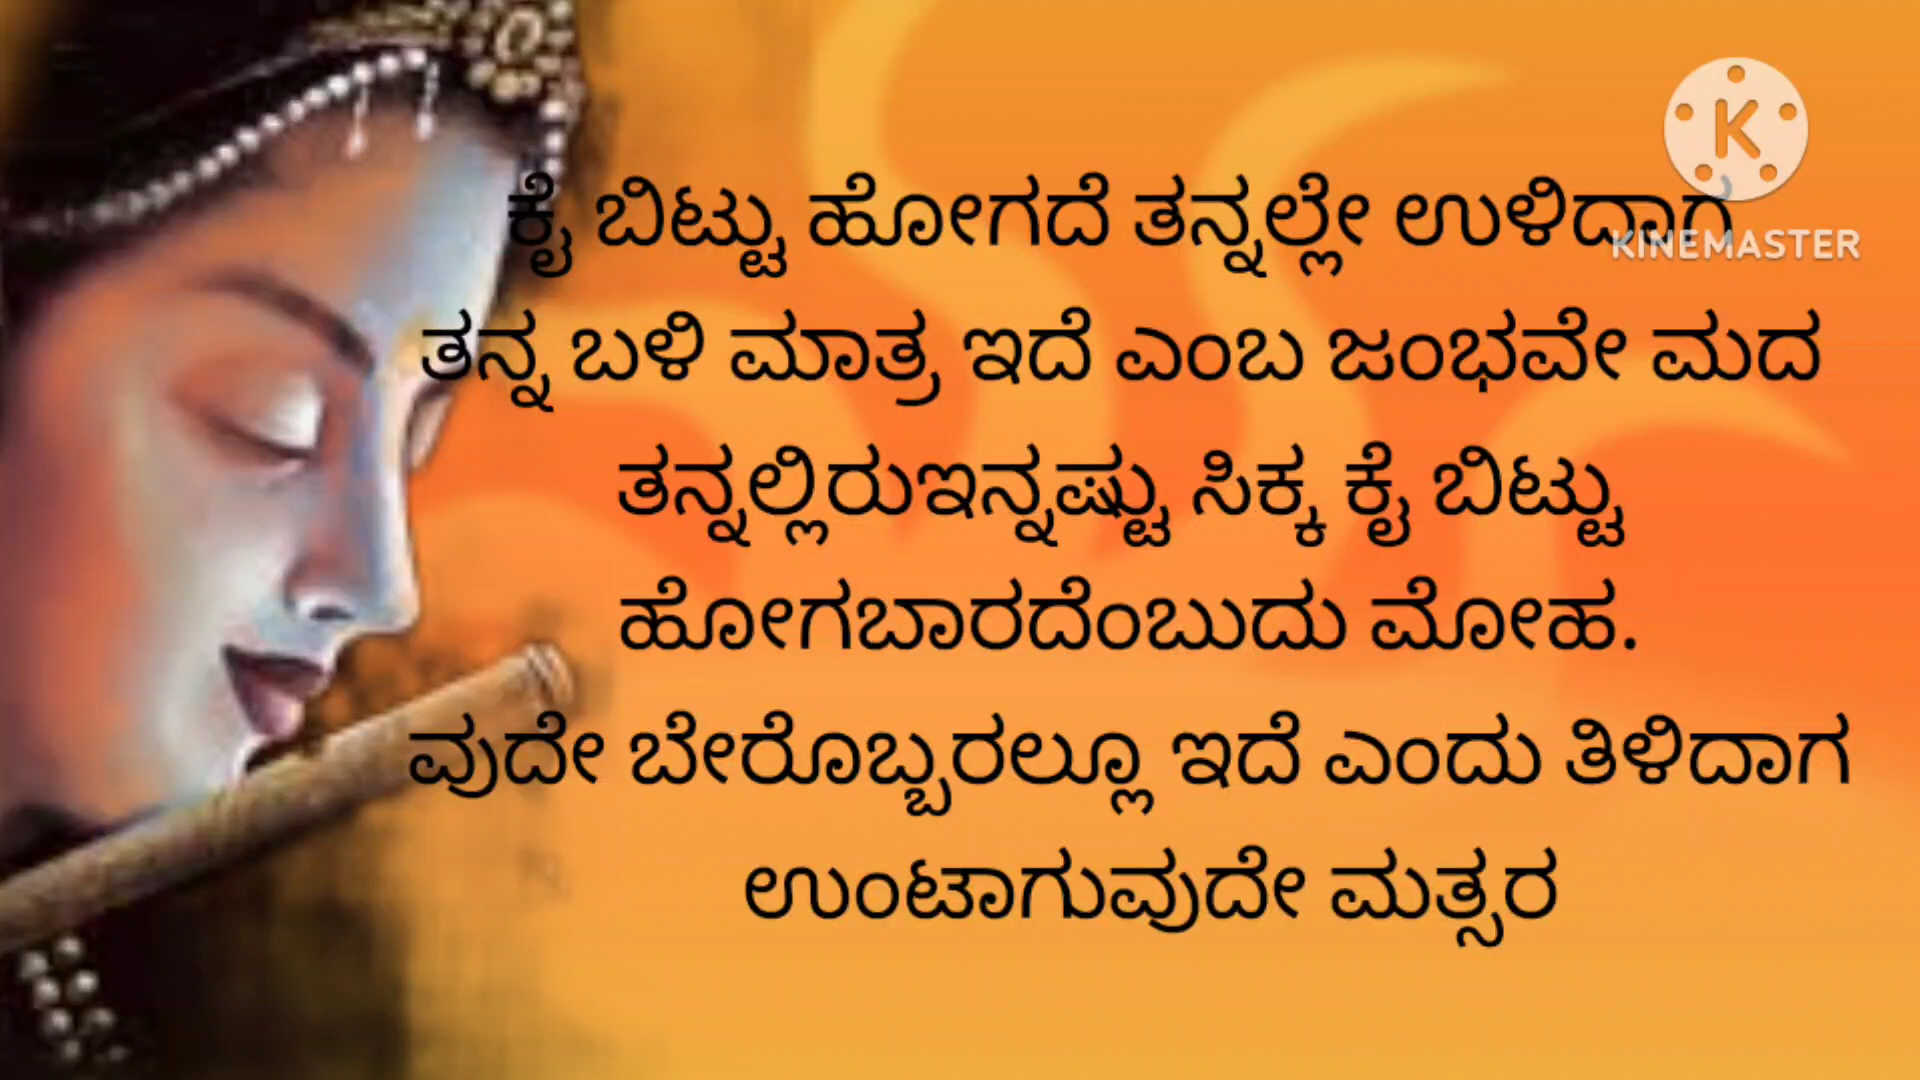 K
KINEMASTER
ಕೈ ಬಿಟ್ಟು ಹೋಗದೆ ತನ್ನಲ್ಲೇ ಉಳಿದಾಗ
ತನ್ನ ಬಳಿ ಮಾತ್ರ ಇದೆ ಎಂಬ ಜಂಭವೇ ಮದ
ತನ್ನಲ್ಲಿರುಇನ್ನಷ್ಟು ಸಿಕ್ಕ ಕೈ ಬಿಟ್ಟು
ಹೋಗಬಾರದೆಂಬುದು ಮೋಹ.
ವುದೇ ಬೇರೊಬ್ಬರಲ್ಲೂ ಇದೆ ಎಂದು ತಿಳಿದಾಗ
ಉಂಟಾಗುವುದೇ ಮತ್ಸರ